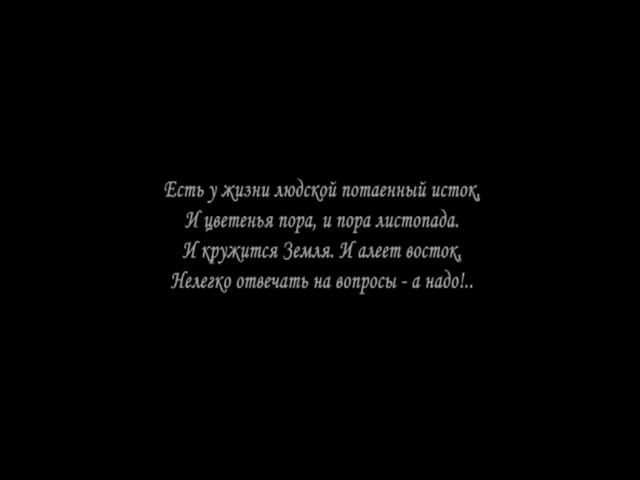 Есть у жизни людской потаенный исток,
И цветенья пора, и пора листопада.
И кружится Земля. И алеет восток,
Нелегко отвечать на вопросы - а надо!..